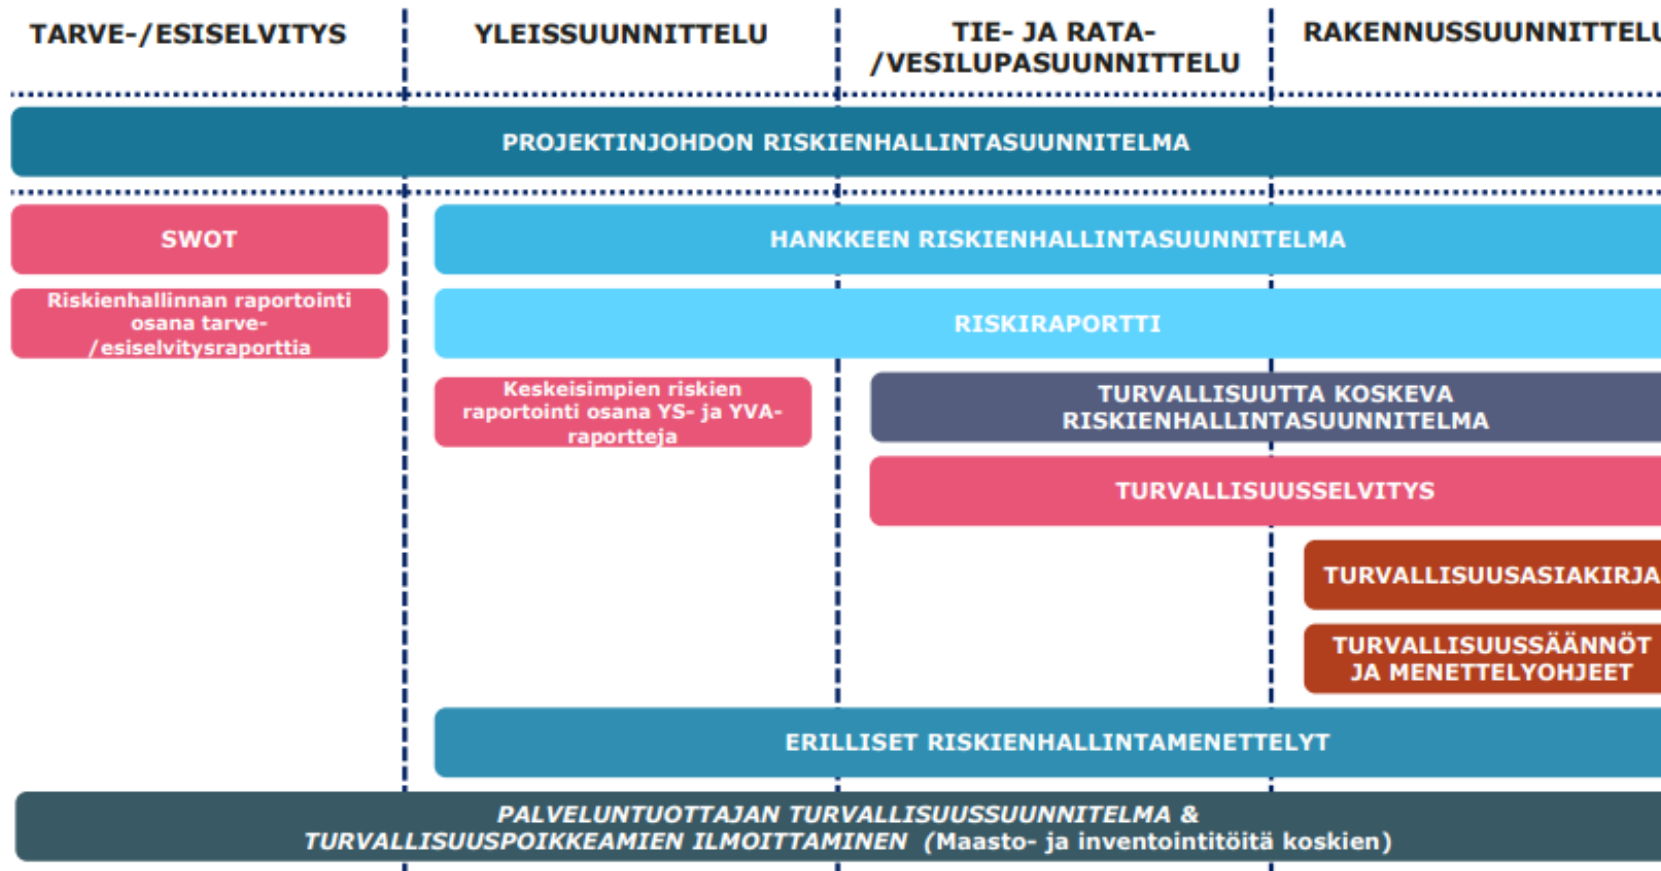 TARVE-/ESISELVITYS
YLEISSUUNNITTELU
TIE- JA RATA-
/VESILUPASUUNNITTELU
RAKENNUSSUUNNITTELU
PROJEKTINJOHDON RISKIENHALLINTASUUNNITELMA
SWOT
HANKKEEN RISKIENHALLINTASUUNNITELMA
Riskienhallinnan raportointi
osana tarve-
/esiselvitysraporttia
RISKIRAPORTTI
Keskeisimpien riskien
raportointi osana YS- ja YVA-
raportteja
TURVALLISUUTTA KOSKEVA
RISKIENHALLINTASUUNNITELMA
TURVALLISUUSSELVITYS
TURVALLISUUSASIAKIRJA
TURVALLISUUSSÄÄNNÖT
JA MENETTELYOHJEET
ERILLISET RISKIENHALLINTAMENETTELYT
PALVELUNTUOTTAJAN TURVALLISUUSSUUNNITELMA &
TURVALLISUUSPOIKKEAMIEN ILMOITTAMINEN (Maasto- ja inventointitöitä koskien)